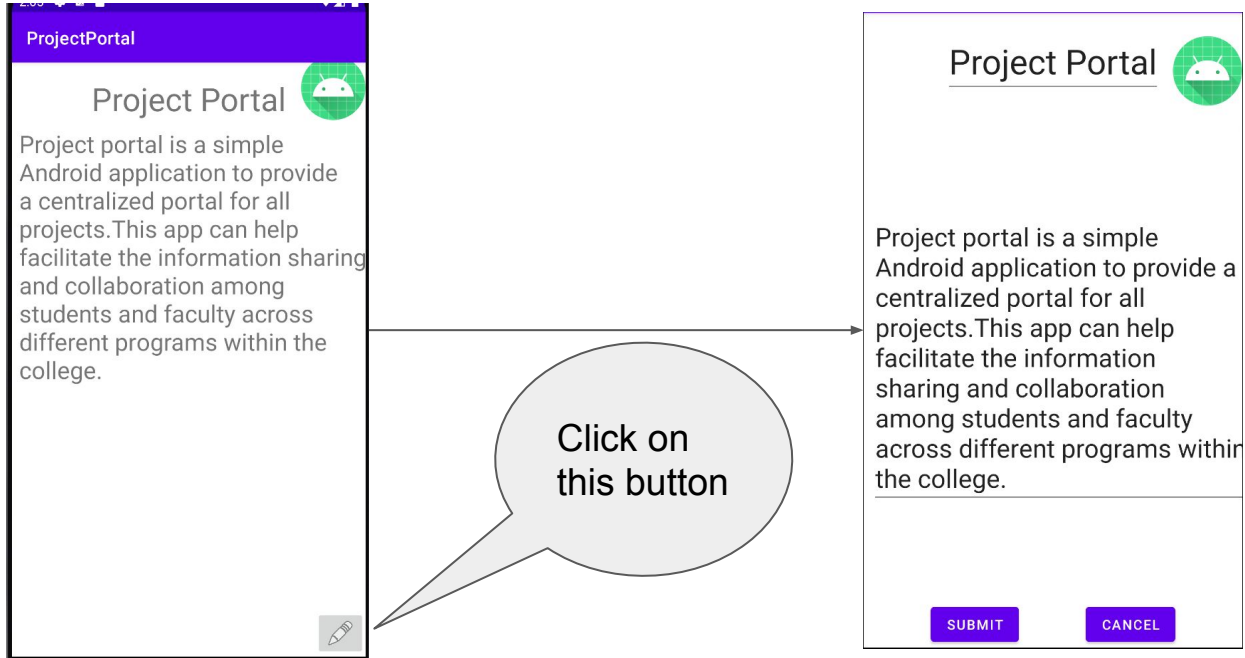 ProjectPortal
Project Portal
Project portal is a simple
Android application to provide
a centralized portal for all
projects.This app can help
facilitate the information sharing
and collaboration among
students and faculty across
different programs within the
college.
Click on
this button
Project Portal
Project portal is a simple
Android application to provide a
centralized portal for all
projects.This app can help
facilitate the information
sharing and collaboration
among students and faculty
across different programs within
the college.
SUBMIT
CANCEL